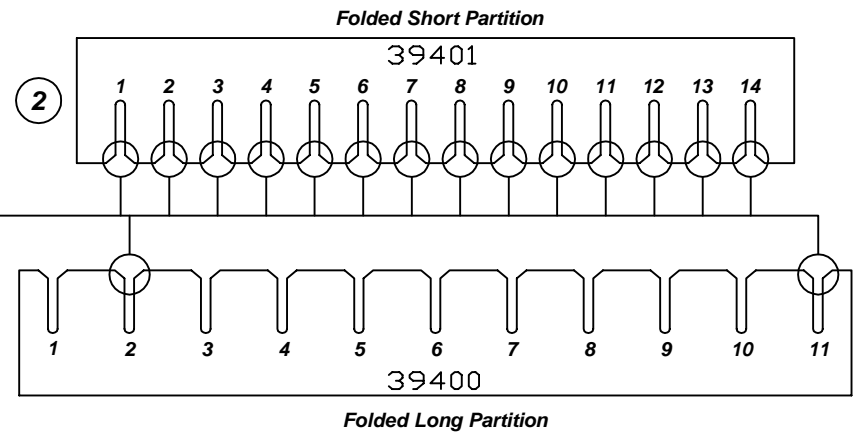 Folded Short Partition
39401
2
1 2 3 4 5 6 7 8 9 10 11 12 13 14
1 2 3 4 5 6 7 8 9 10 11
39400
Folded Long Partition